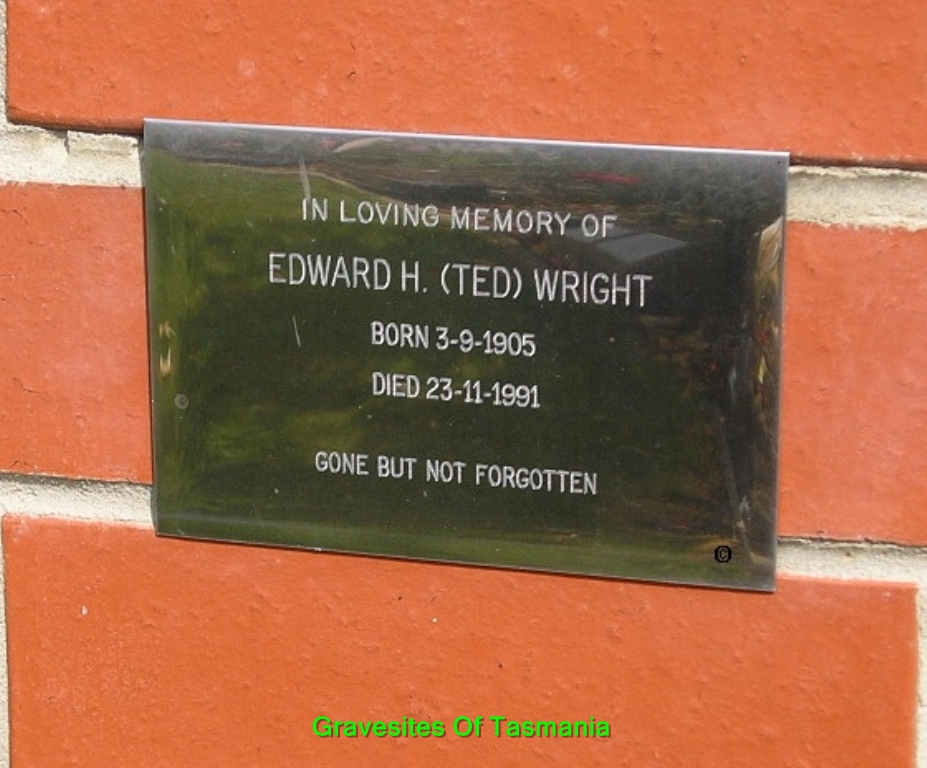 IN LOVING MEMORY OF
EDWARD H. (TED) WRIGHT
BORN 3-9-1905
DIED 23-11-1991
GONE BUT NOT FORGOTTEN
©
Gravesites Of Tasmania